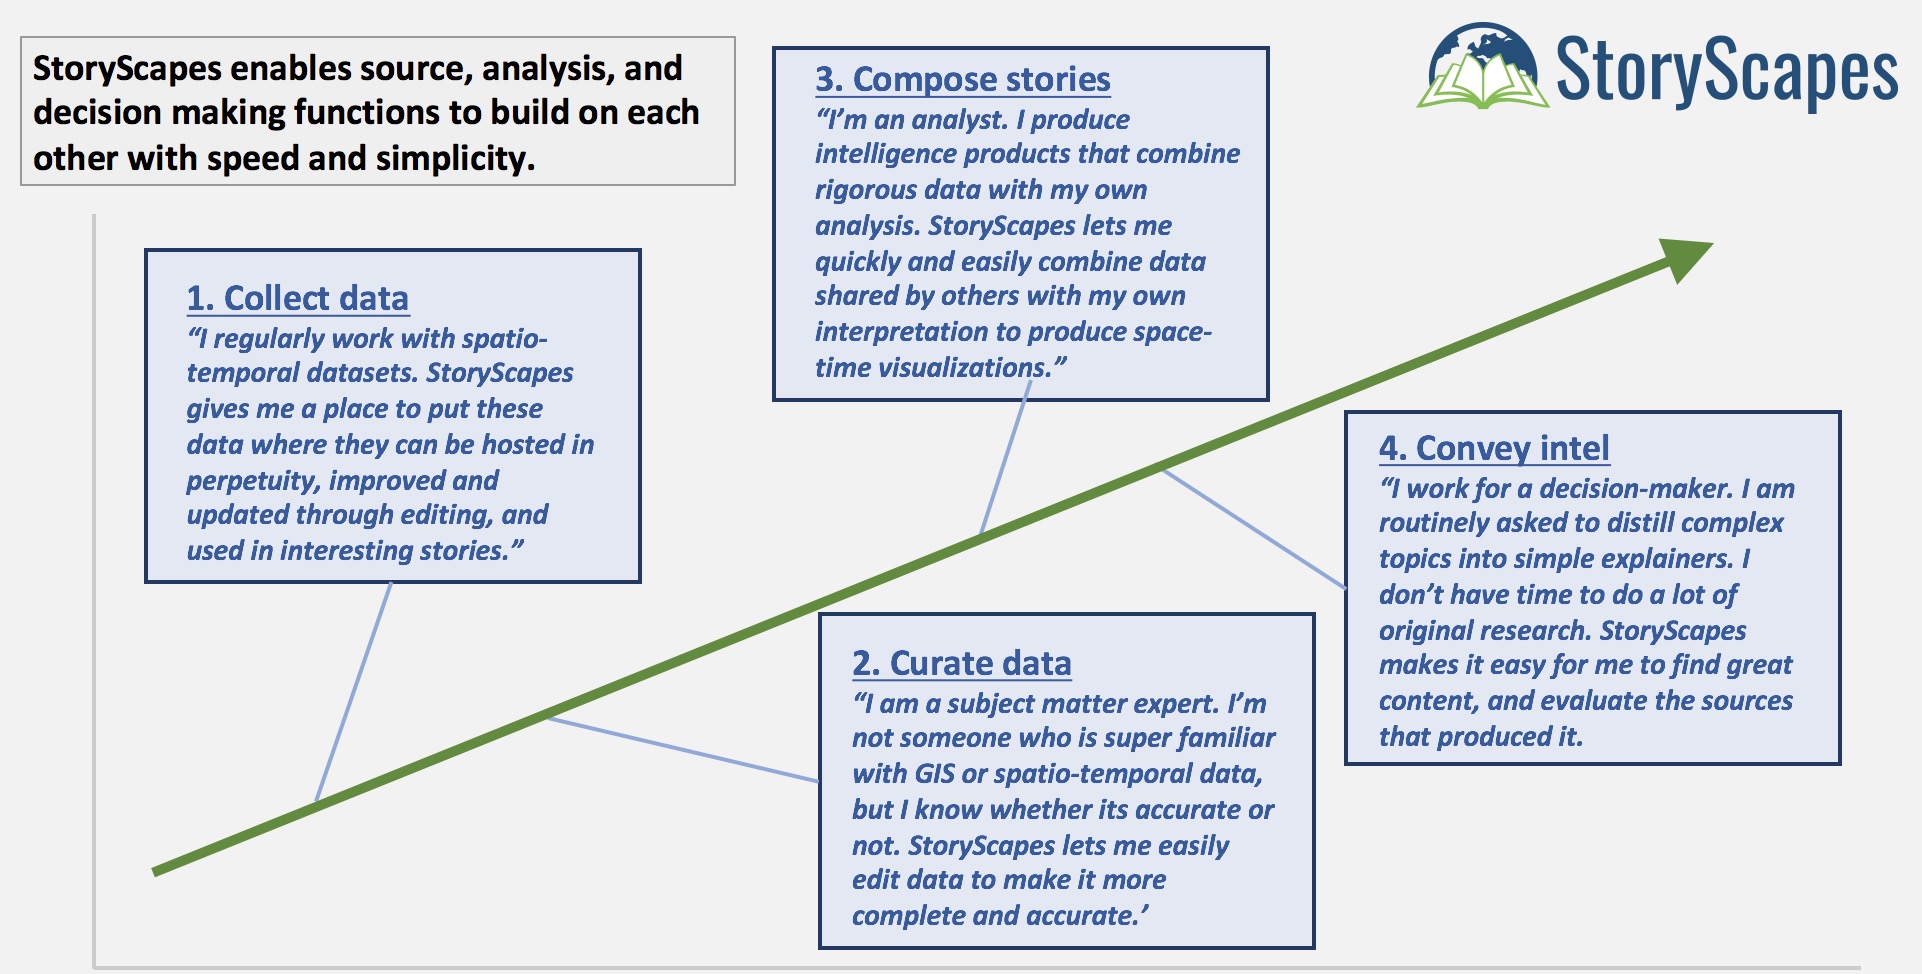 StoryScapes enables source, analysis, and
decision making functions to build on each
other with speed and simplicity.
StoryScapes
1. Collect data
“I regularly work with spatio-
temporal datasets. StoryScapes
gives me a place to put these
data where they can be hosted in
perpetuity, improved and
updated through editing, and
used in interesting stories.”
2. Curate data
“I am a subject matter expert. I’m
not someone who is super familiar
with GIS or spatio-temporal data,
but I know whether its accurate or
not. StoryScapes lets me easily
edit data to make it more
complete and accurate.’
3. Compose stories
“I’m an analyst. I produce
intelligence products that combine
rigorous data with my own
analysis. StoryScapes lets me
quickly and easily combine data
shared by others with my own
interpretation to produce space-
time visualizations.”
4. Convey intel
“I work for a decision-maker. I am
routinely asked to distill complex
topics into simple explainers. I
don’t have time to do a lot of
original research. StoryScapes
makes it easy for me to find great
content, and evaluate the sources
that produced it.